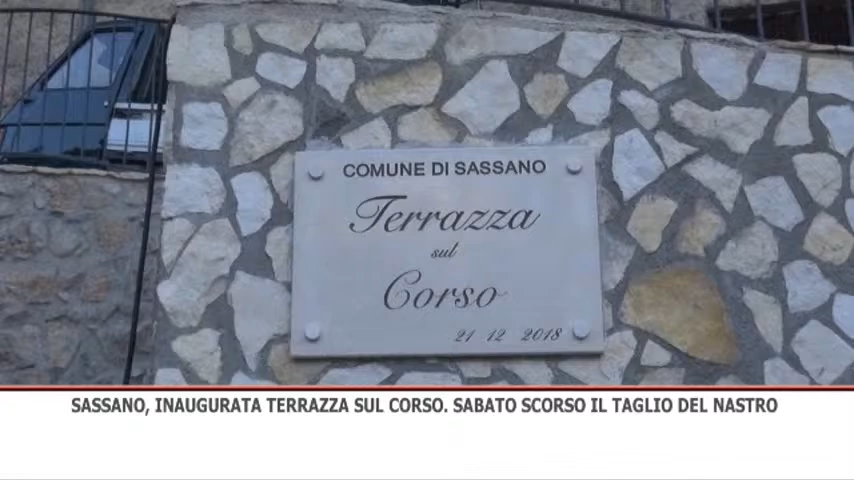 COMUNE DI SASSANO
Terrazza
sul
Corso
21 12 2018
SASSANO, INAUGURATA TERRAZZA SUL CORSO. SABATO SCORSO IL TAGLIO DEL NASTRO